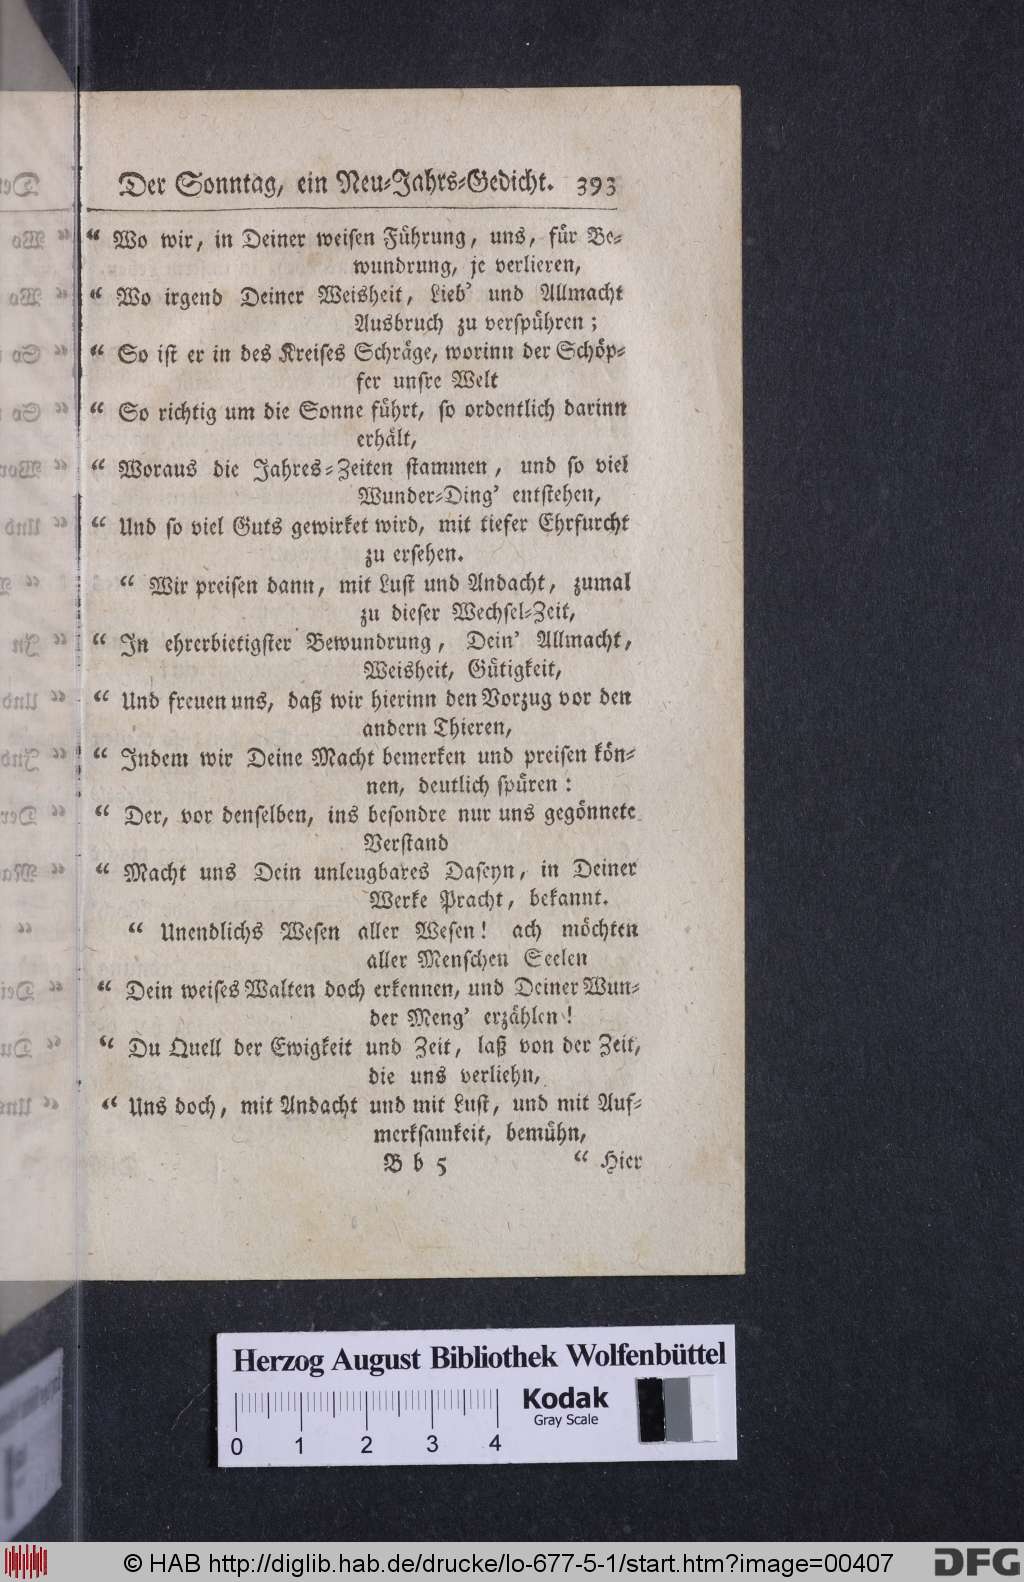 Der Sonntag, ein Neu-Jahrs-Gedicht. 393
“ Wo wir, in Deiner weisen Führung, uns, für Be-
wundrung, je verlieren,
“ Wo irgend Deiner Weisheit, Lieb’ und Allmacht
Ausbruch zu verspühren;
“ So ist er in des Kreises Schräge, worinn der Schöp-
fer unsre Welt
“ So richtig um die Sonne führt, so ordentlich darinn
erhält,
“ Woraus die Jahres-Zeiten stammen, und so viel
Wunder-Ding’ entstehen,
“ Und so viel Guts gewirket wird, mit tiefer Ehrfurcht
zu ersehen.
“ Wir preisen dann, mit Lust und Andacht, zumal
zu dieser Wechsel-Zeit,
“ In ehrerbietigster Bewundrung, Dein’ Allmacht,
Weisheit, Gütigkeit,
“ Und freuen uns, daß wir hierinn den Vorzug vor den
andern Thieren,
“ Indem wir Deine Macht bemerken und preisen kön-
nen, deutlich spüren:
“ Der, vor denselben, ins besondre nur uns gegönnete
Verstand
“ Macht uns Dein unleugbares Daseyn, in Deiner
Werke Pracht, bekannt.
“ Unendlichs Wesen aller Wesen! ach möchten
aller Menschen Seelen
“ Dein weises Walten doch erkennen, und Deiner Wun-
der Meng’ erzählen!
“ Du Quell der Ewigkeit und Zeit, laß von der Zeit,
die uns verliehn,
“ Uns doch, mit Andacht und mit Lust, und mit Auf-
merksamkeit, bemühn,
B b 5 “ Hier
Herzog August Bibliothek Wolfenbüttel
Kodak
Gray Scale
0 1 2 3 4
© HAB http://diglib.hab.de/drucke/lo-677-5-1/start.htm?image=00407 DFG